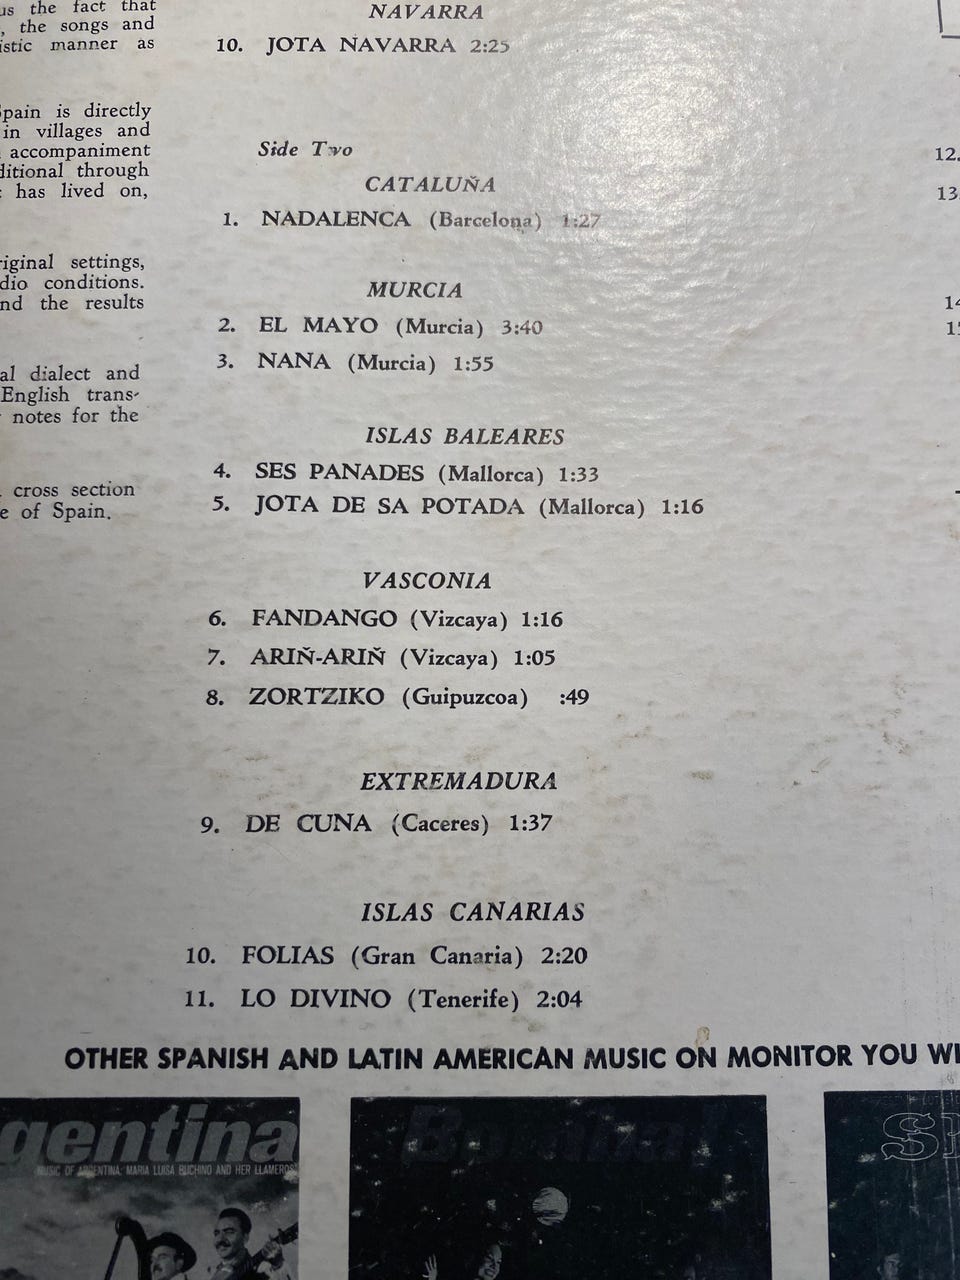 us the fact that
, the songs and
istic manner as
Spain is directly
in villages and
accompaniment
ditional through
has lived on,
riginal settings,
dio conditions.
nd the results
al dialect and
English trans-
notes for the
cross section
e of Spain.
NAVARRA
10. JOTA NAVARRA 2:25
Side Two
CATALUÑA
1. NADALENCA (Barcelona) 1:27
MURCIA
2. EL MAYO (Murcia) 3:40
3. NANA (Murcia) 1:55
ISLAS BALEARES
4. SES PANADES (Mallorca) 1:33
5. JOTA DE SA POTADA (Mallorca) 1:16
VASCONIA
6. FANDANGO (Vizcaya) 1:16
7. ARIÑ-ARIÑ (Vizcaya) 1:05
8. ZORTZIKO (Guipuzcoa) :49
EXTREMADURA
9. DE CUNA (Caceres) 1:37
ISLAS CANARIAS
10. FOLIAS (Gran Canaria) 2:20
11. LO DIVINO (Tenerife) 2:04
12.
13.
14
OTHER SPANISH AND LATIN AMERICAN MUSIC ON MONITOR YOU WI
gentina
MUSIC OF ARGENTINA: MARIA LUISA BUCHINO AND HER LLAMEROS